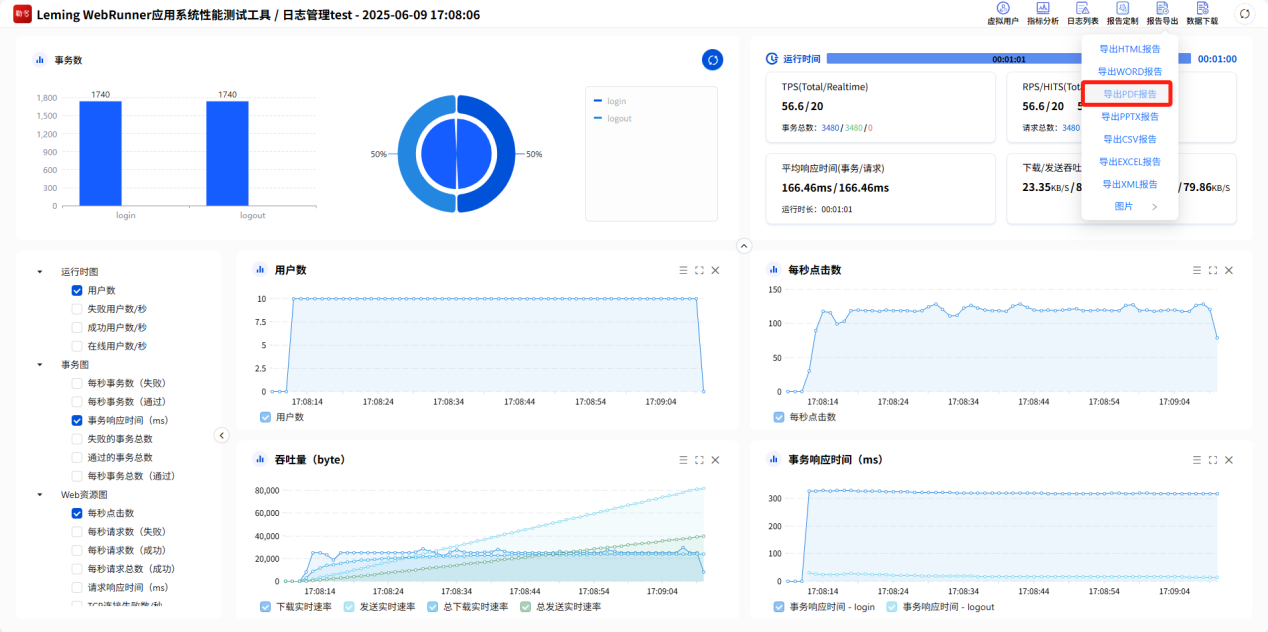 勤思
Leming WebRunner应用系统性能测试工具 / 日志管理test - 2025-06-09 17:08:06
虚拟用户 指标分析 日志列表 报告定制 报告导出 数据下载
事务数
1,800
1,500
1,200
900
600
300
0
1740
1740
login
logout
50%
50%
login
logout
运行时间
00:01:01
00:01:00
TPS(Total/Realtime)
56.6/20
事务总数：3480/3480/0
RPS/HITS(Tot
56.6/20
请求总数：3480
平均响应时间(事务/请求)
166.46ms/166.46ms
运行时长：00:01:01
下载/发送吞吐
23.35KB/S/8
/79.86KB/S
导出HTML报告
导出WORD报告
导出PDF报告
导出PPTX报告
导出CSV报告
导出EXCEL报告
导出XML报告
图片
运行时图
用户数
失败用户数/秒
成功用户数/秒
在线用户数/秒
事务图
每秒事务数（失败）
每秒事务数（通过）
事务响应时间（ms）
失败的事务总数
通过的事务总数
每秒事务总数（通过）
Web资源图
每秒点击数
每秒请求数（失败）
每秒请求数（成功）
每秒请求总数（成功）
请求响应时间（ms）
TCP连接失败数/秒
用户数
10
7.5
5
2.5
0
17:08:14 17:08:24 17:08:34 17:08:44 17:08:54 17:09:04
用户数
每秒点击数
150
100
50
0
17:08:14 17:08:24 17:08:34 17:08:44 17:08:54 17:09:04
每秒点击数
吞吐量（byte）
80,000
60,000
40,000
20,000
0
17:08:14 17:08:24 17:08:34 17:08:44 17:08:54 17:09:04
下载实时速率 发送实时速率 总下载实时速率 总发送实时速率
事务响应时间（ms）
300
200
100
0
17:08:14 17:08:24 17:08:34 17:08:44 17:08:54 17:09:04
事务响应时间 - login 事务响应时间 - logout